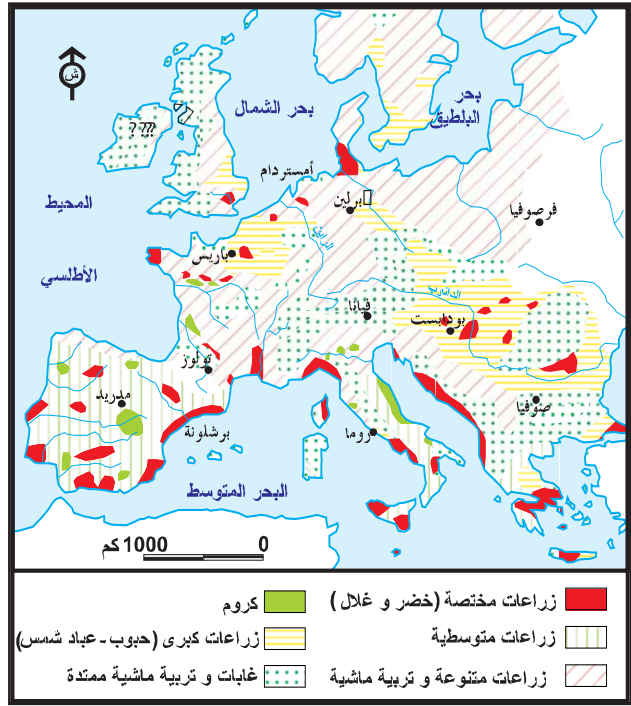 ش
بحر الشمال
بحر
البلطيق
? ???
أمستردام
المحيط
برلين
فرصوفيا
باريس
الأطلسي
الدانوب
فيانا
بودابست
تولوز
مدريد
صوفيا
برشلونة
روما
البحر المتوسط
0 1000 كم
زراعات مختصة (خضر و غلال)
كروم
زراعات متوسطية
زراعات كبرى (حبوب - عباد شمس)
زراعات متنوعة و تربية ماشية
غابات و تربية ماشية ممتدة